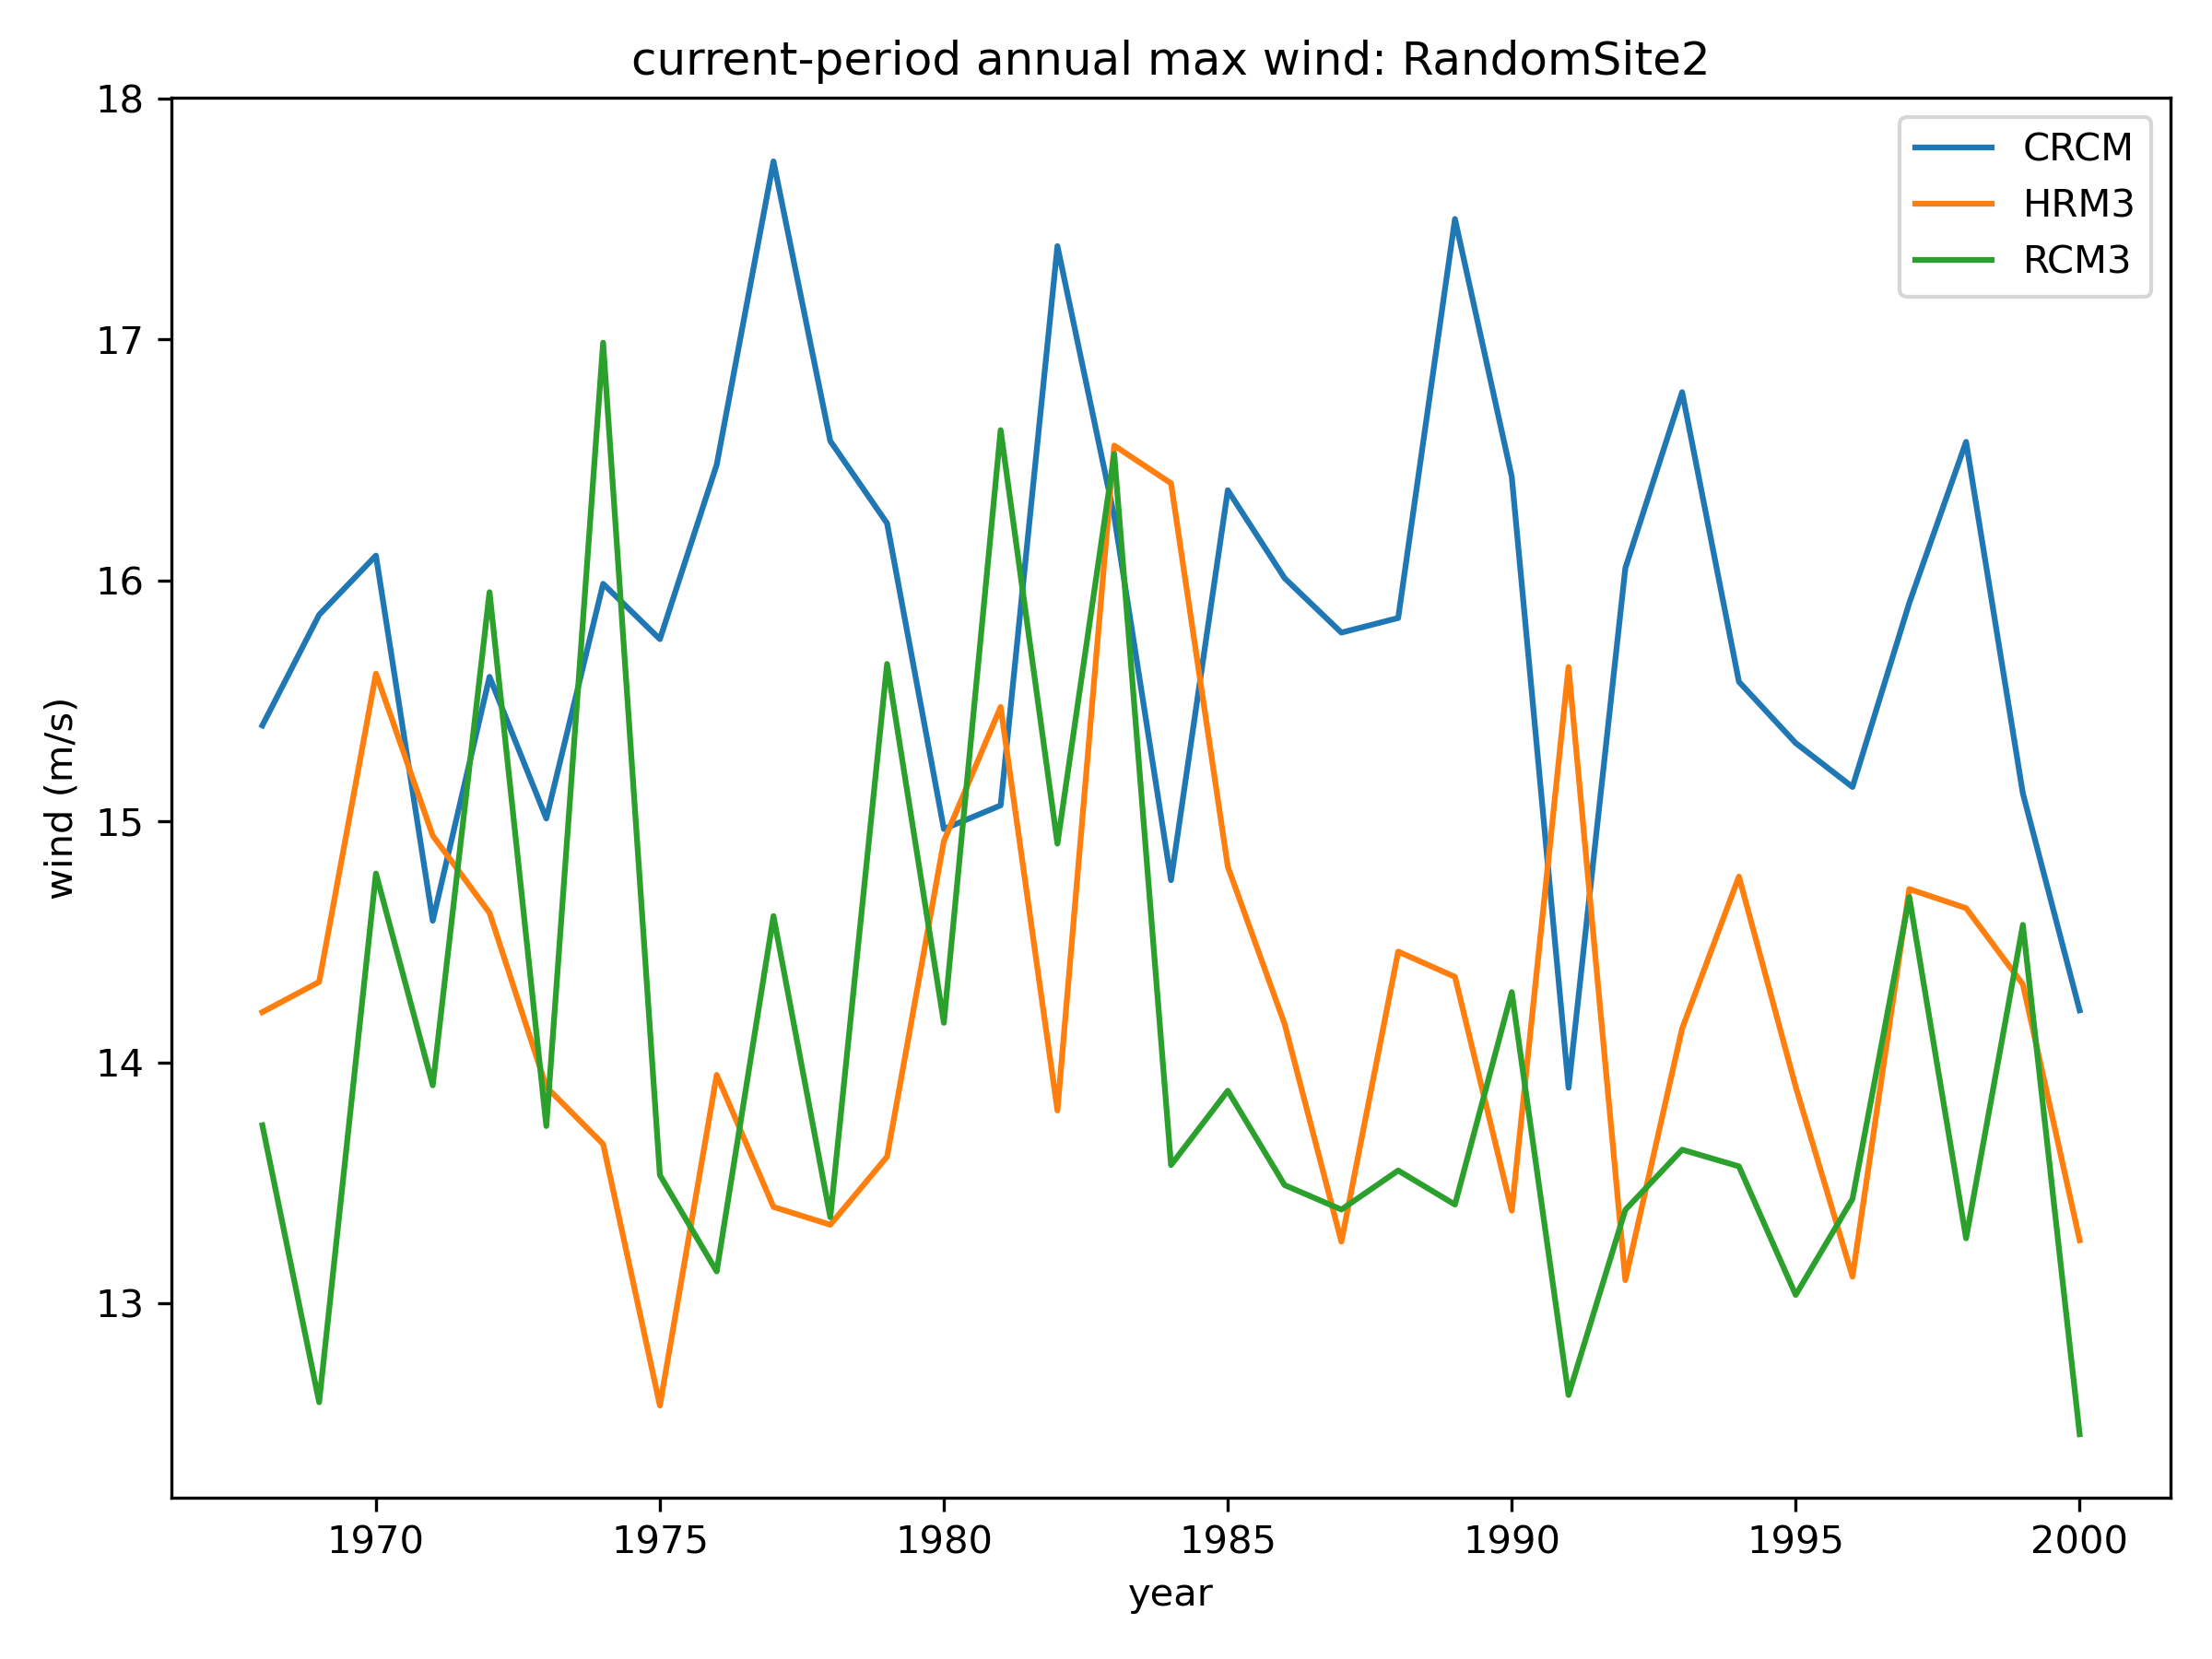 current-period annual max wind: RandomSite2
CRCM
HRM3
RCM3
wind (m/s)
18
17
16
15
14
13
1970 1975 1980 1985 1990 1995 2000
year